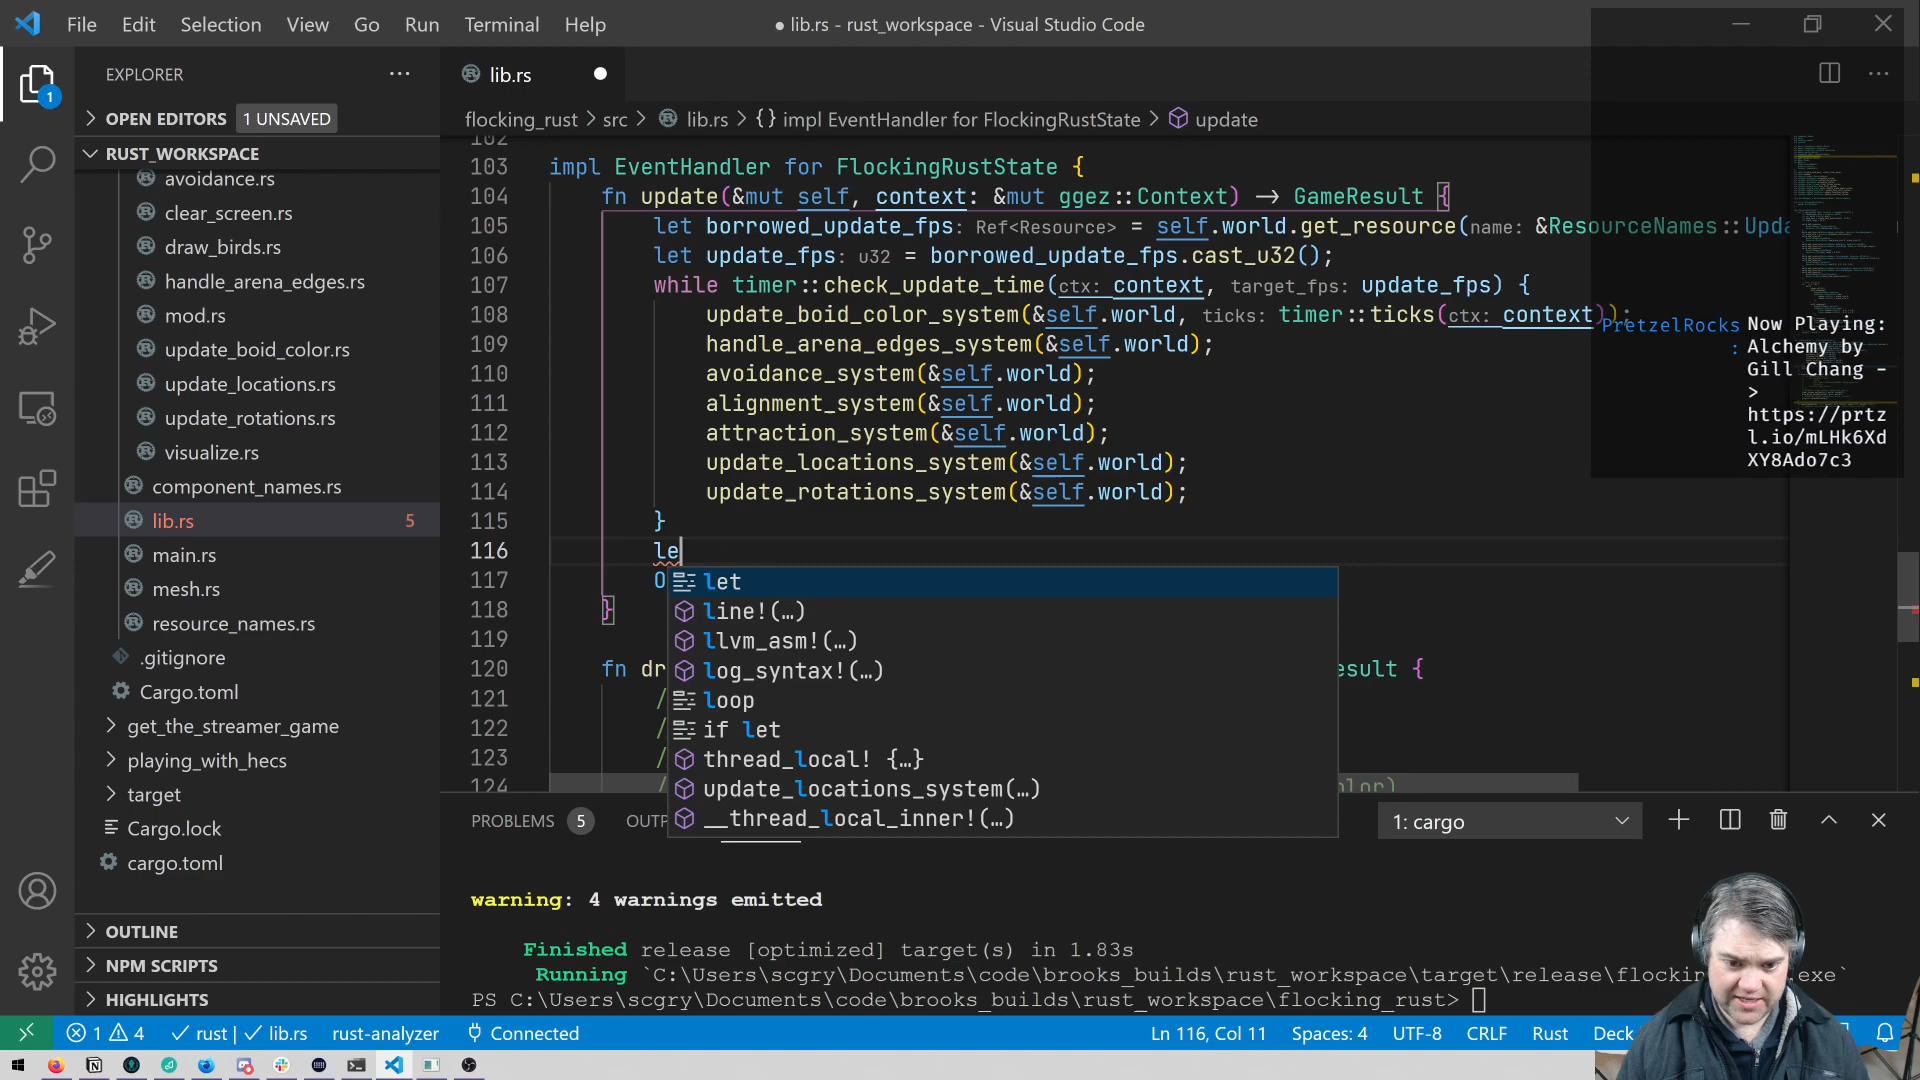 File Edit Selection View Go Run Terminal Help
● lib.rs - rust_workspace - Visual Studio Code
EXPLORER
OPEN EDITORS 1 UNSAVED
RUST_WORKSPACE
avoidance.rs
clear_screen.rs
draw_birds.rs
handle_arena_edges.rs
mod.rs
update_boid_color.rs
update_locations.rs
update_rotations.rs
visualize.rs
component_names.rs
lib.rs 5
main.rs
mesh.rs
resource_names.rs
.gitignore
Cargo.toml
get_the_streamer_game
playing_with_hecs
target
Cargo.lock
cargo.toml
OUTLINE
NPM SCRIPTS
HIGHLIGHTS
1
lib.rs
flocking_rust > src > lib.rs > {} impl EventHandler for FlockingRustState > update
102
103 impl EventHandler for FlockingRustState {
104 fn update(&mut self, context: &mut ggez::Context) → GameResult {
105 let borrowed_update_fps: Ref<Resource> = self.world.get_resource(name: &ResourceNames::Upda
106 let update_fps: u32 = borrowed_update_fps.cast_u32();
107 while timer::check_update_time(ctx: context, target_fps: update_fps) {
108 update_boid_color_system(&self.world, ticks: timer::ticks(ctx: context));
109 handle_arena_edges_system(&self.world);
110 avoidance_system(&self.world);
111 alignment_system(&self.world);
112 attraction_system(&self.world);
113 update_locations_system(&self.world);
114 update_rotations_system(&self.world);
115 }
116 le
117 O
118 }
119
120 fn dr esult {
121 /
122 /
123 /
124 / olor)
let
line!(…)
llvm_asm!(…)
log_syntax!(…)
loop
if let
thread_local! {…}
update_locations_system(…)
__thread_local_inner!(…)
PretzelRocks
: Now Playing:
Alchemy by
Gill Chang -
>
https://prtz
l.io/mLHk6Xd
XY8Ado7c3
PROBLEMS 5 OUTP
1: cargo
warning: 4 warnings emitted
Finished release [optimized] target(s) in 1.83s
Running `C:\Users\scgry\Documents\code\brooks_builds\rust_workspace\target\release\flockin .exe`
PS C:\Users\scgry\Documents\code\brooks_builds\rust_workspace\flocking_rust>
1 4 rust | lib.rs rust-analyzer Connected
Ln 116, Col 11 Spaces: 4 UTF-8 CRLF Rust Deck